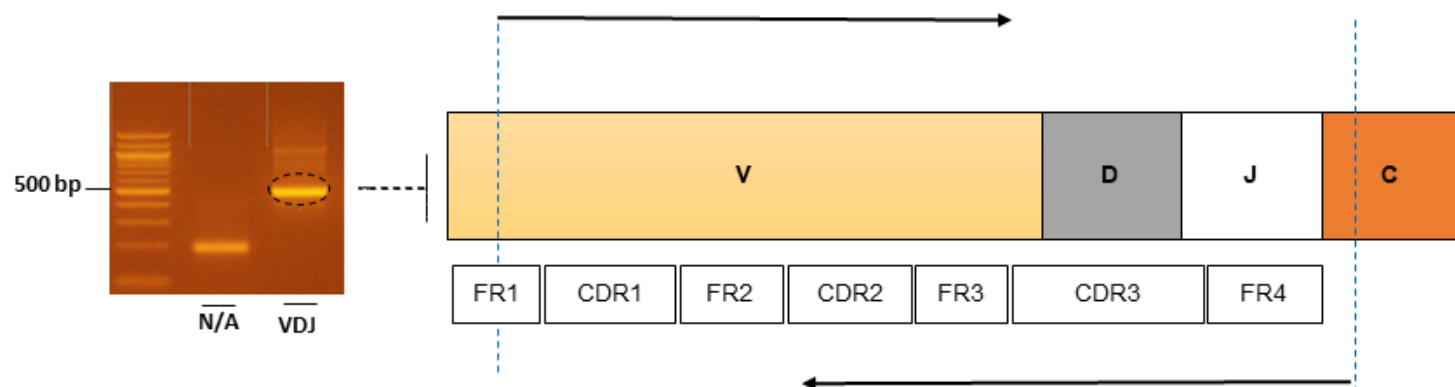 500 bp
N/A
VDJ
V
D
J
C
FR1
CDR1
FR2
CDR2
FR3
CDR3
FR4